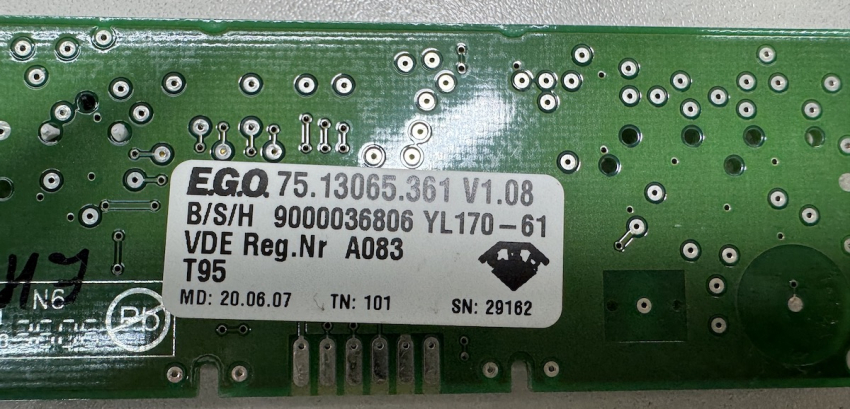 E.G.O. 75.13065.361 V1.08
B/S/H 9000036806 YL170-61
VDE Reg.Nr A083
T95
MD: 20.06.07 TN: 101 SN: 29162
N6
Pb